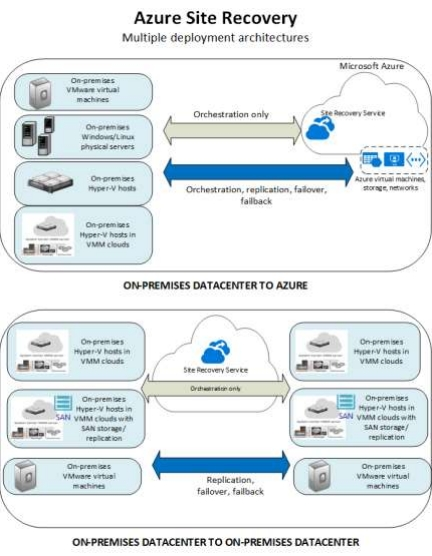 Azure Site Recovery
Multiple deployment architectures
Microsoft Azure
On-premises
VMware virtual
machines
On-premises
Windows/Linux
physical servers
On-premises
Hyper-V hosts
On-premises
Hyper-V hosts in
VMM clouds
Orchestration only
Site Recovery Service
Orchestration, replication, failover,
failback
Azure virtual machines,
storage, networks
ON-PREMISES DATACENTER TO AZURE
On-premises
Hyper-V hosts in
VMM clouds
On-premises
Hyper-V hosts in
VMM clouds with
SAN storage/
replication
SAN
On-premises
VMware virtual
machines
Site Recovery Service
Orchestration only
Replication,
failover, failback
On-premises
Hyper-V hosts in
VMM clouds
On-premises
Hyper-V hosts in
VMM clouds with
SAN storage/
replication
SAN
On-premises
VMware virtual
machines
ON-PREMISES DATACENTER TO ON-PREMISES DATACENTER